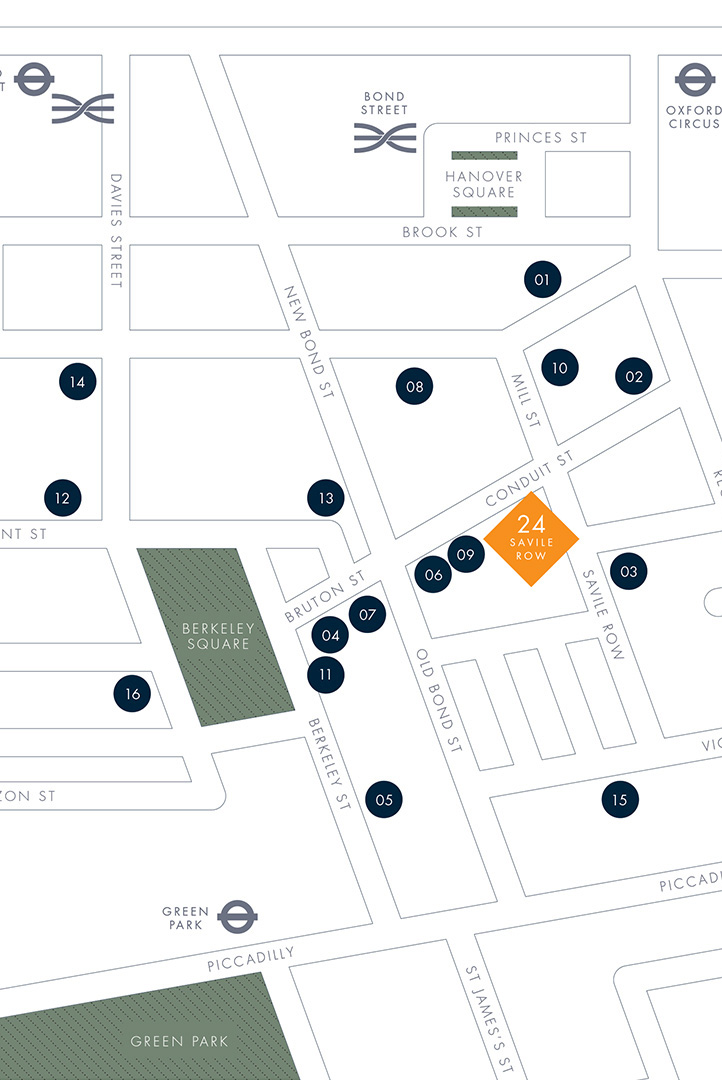 BOND
STREET
OXFORD
CIRCUS
PRINCES ST
HANOVER
SQUARE
DAVIES STREET
BROOK ST
01
NEW BOND ST
10
02
14
08
MILL ST
CONDUIT ST
12
13
24
SAVILE
ROW
NT ST
09
06
03
BRUTON ST
SAVILE ROW
07
BERKELEY
SQUARE
04
11
OLD BOND ST
16
BERKELEY ST
VIG
ZON ST
05
15
PICCADI
GREEN
PARK
PICCADILLY
ST JAMES'S ST
GREEN PARK